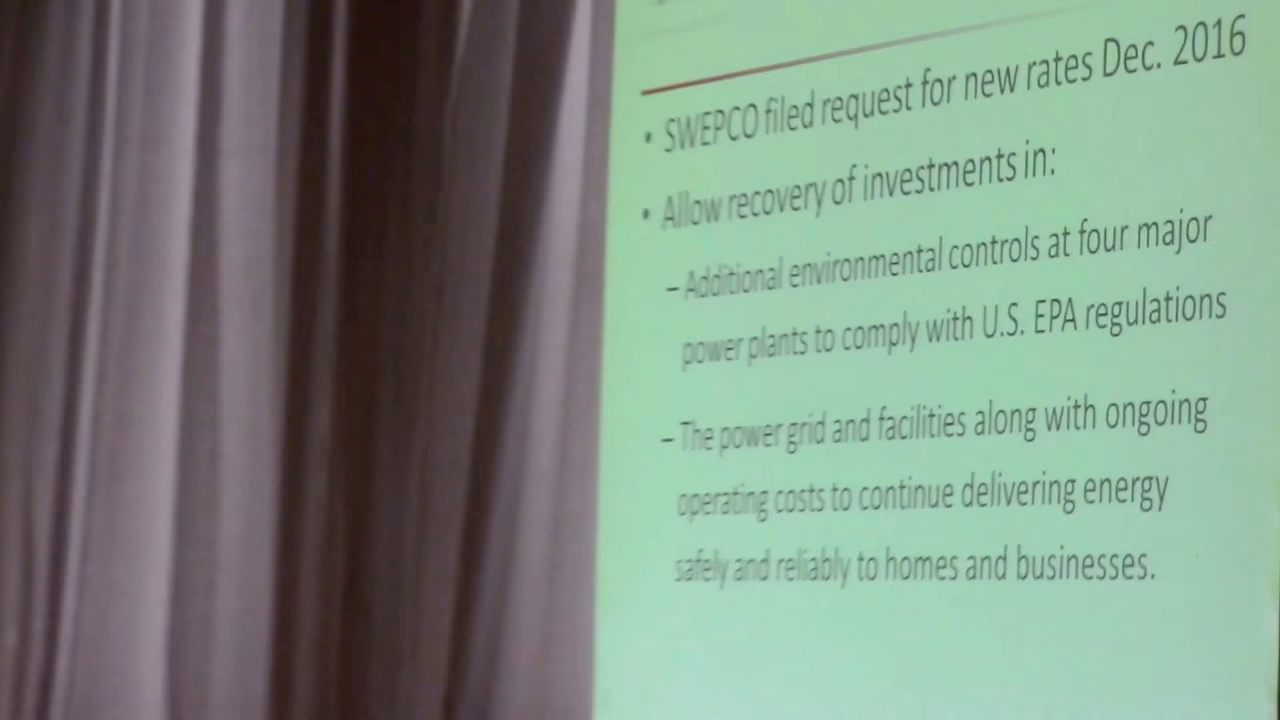 • SWEPCO filed request for new rates Dec. 2016
• Allow recovery of investments in:
– Additional environmental controls at four major
power plants to comply with U.S. EPA regulations
– The power grid and facilities along with ongoing
operating costs to continue delivering energy
safely and reliably to homes and businesses.